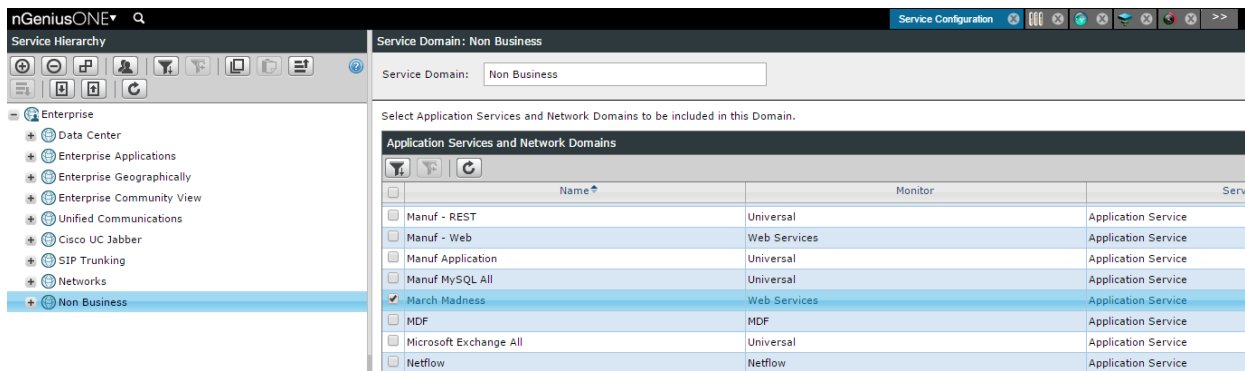 nGeniusONE
Service Configuration >>
Service Hierarchy
Service Domain: Non Business
Service Domain: Non Business
Enterprise
Data Center
Enterprise Applications
Enterprise Geographically
Enterprise Community View
Unified Communications
Cisco UC Jabber
SIP Trunking
Networks
Non Business
Select Application Services and Network Domains to be included in this Domain.
Application Services and Network Domains
Name Monitor Serv
Manuf - REST Universal Application Service
Manuf - Web Web Services Application Service
Manuf Application Universal Application Service
Manuf MySQL All Universal Application Service
March Madness Web Services Application Service
MDF MDF Application Service
Microsoft Exchange All Universal Application Service
Netflow Netflow Application Service